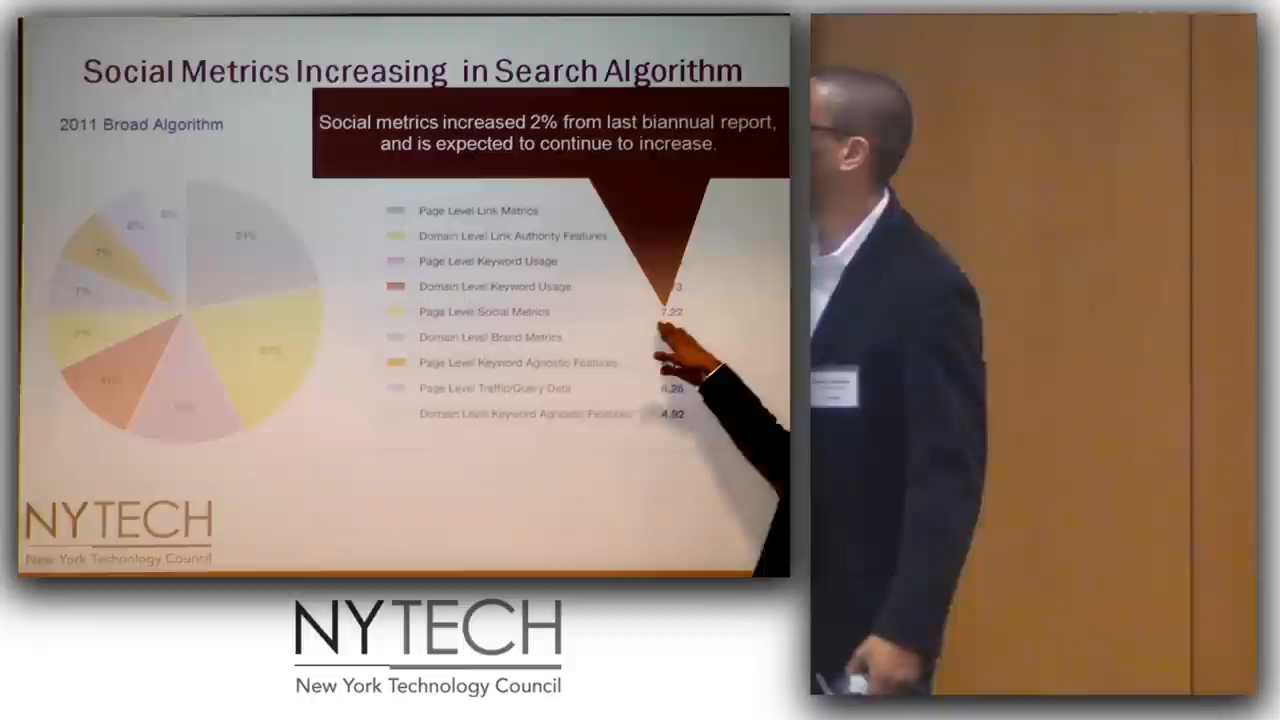 Social Metrics Increasing in Search Algorithm
2011 Broad Algorithm
Social metrics increased 2% from last biannual report,
and is expected to continue to increase.
Page Level Link Metrics
Domain Level Link Authority Features
Page Level Keyword Usage
Domain Level Keyword Usage
Page Level Social Metrics 7.22
Domain Level Brand Metrics
Page Level Keyword Agnostic Features
Page Level Traffic/Query Data 6.26
Domain Level Keyword Agnostic Features 4.92
7%
7%
NYTECH
New York Technology Council
NYTECH
New York Technology Council